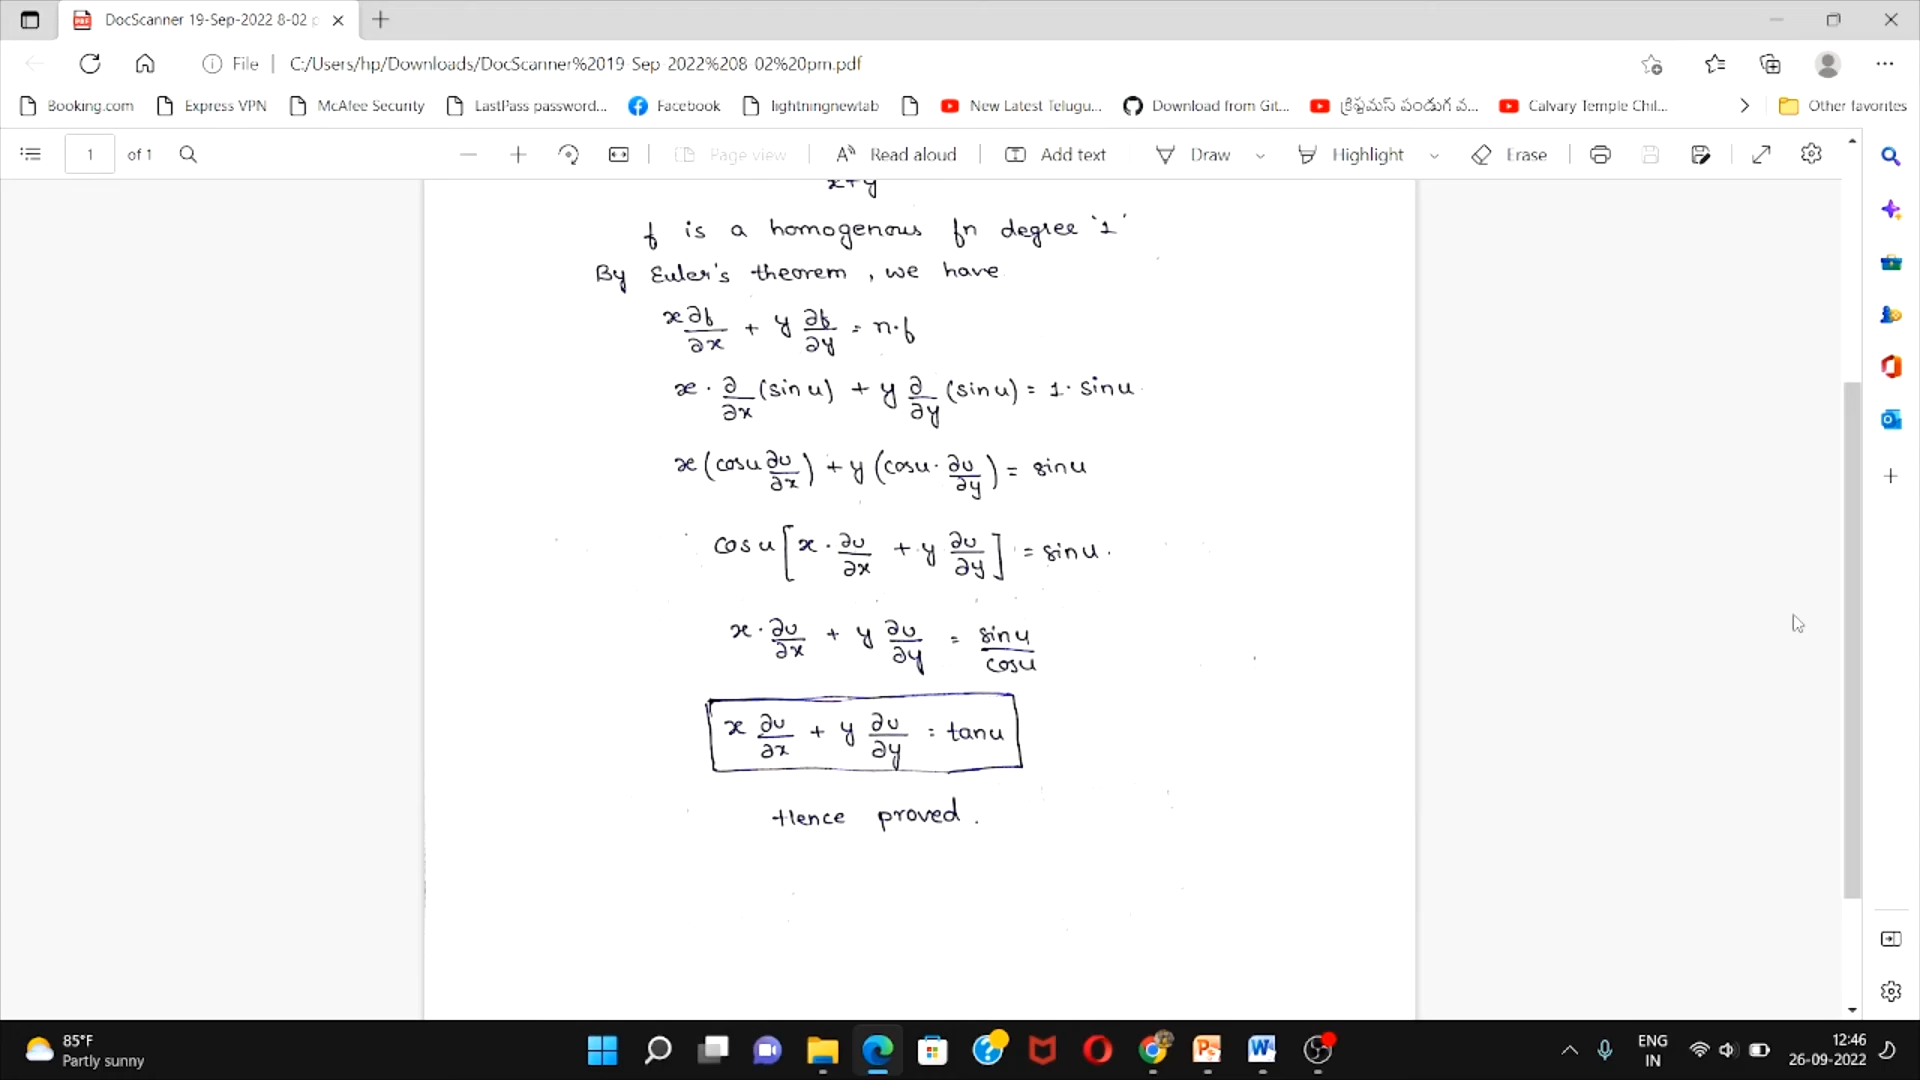 DocScanner 19-Sep-2022 8-02 p
File
C:/Users/hp/Downloads/DocScanner%2019-Sep-2022%208-02%20pm.pdf
Booking.com
Express VPN
McAfee Security
LastPass password...
Facebook
lightningnewtab
New Latest Telugu...
Download from Git...
క్రిష్టమస్ పండుగ వ...
Calvary Temple Chil...
Other favorites
1 of 1
Page view
Read aloud
Add text
Draw
Highlight
Erase
x+y
f is a homogenous fn degree '1'
By Euler's theorem, we have
x ∂f/∂x + y ∂f/∂y = n·f
x · ∂/∂x (sin u) + y ∂/∂y (sin u) = 1 · sin u
x (cos u ∂u/∂x) + y (cos u · ∂u/∂y) = sin u
cos u [x · ∂u/∂x + y ∂u/∂y] = sin u.
x · ∂u/∂x + y ∂u/∂y = sin u/cos u
x ∂u/∂x + y ∂u/∂y = tan u
Hence proved.
85°F
Partly sunny
ENG
IN
12:46
26-09-2022